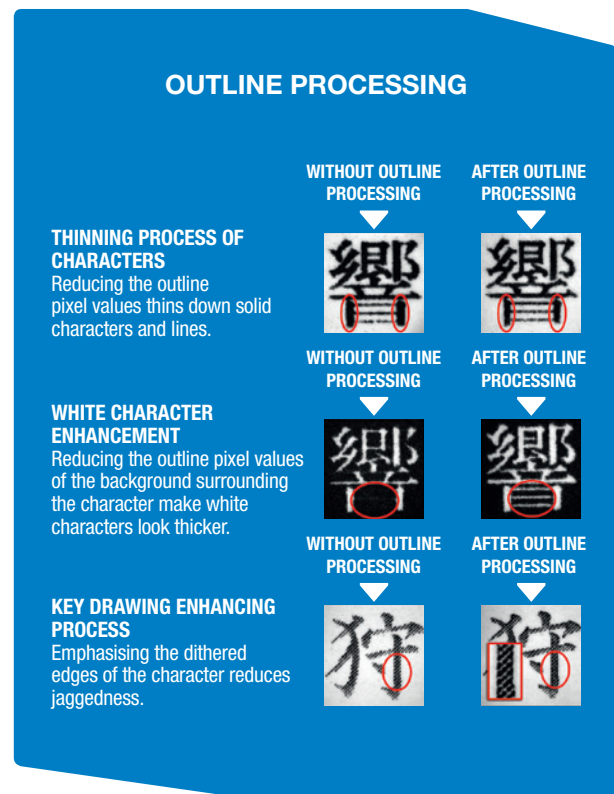 OUTLINE PROCESSING
WITHOUT OUTLINE
PROCESSING
AFTER OUTLINE
PROCESSING
THINNING PROCESS OF
CHARACTERS
Reducing the outline
pixel values thins down solid
characters and lines.
響
響
WITHOUT OUTLINE
PROCESSING
AFTER OUTLINE
PROCESSING
WHITE CHARACTER
ENHANCEMENT
Reducing the outline pixel values
of the background surrounding
the character make white
characters look thicker.
響
響
WITHOUT OUTLINE
PROCESSING
AFTER OUTLINE
PROCESSING
KEY DRAWING ENHANCING
PROCESS
Emphasising the dithered
edges of the character reduces
jaggedness.
狩
狩